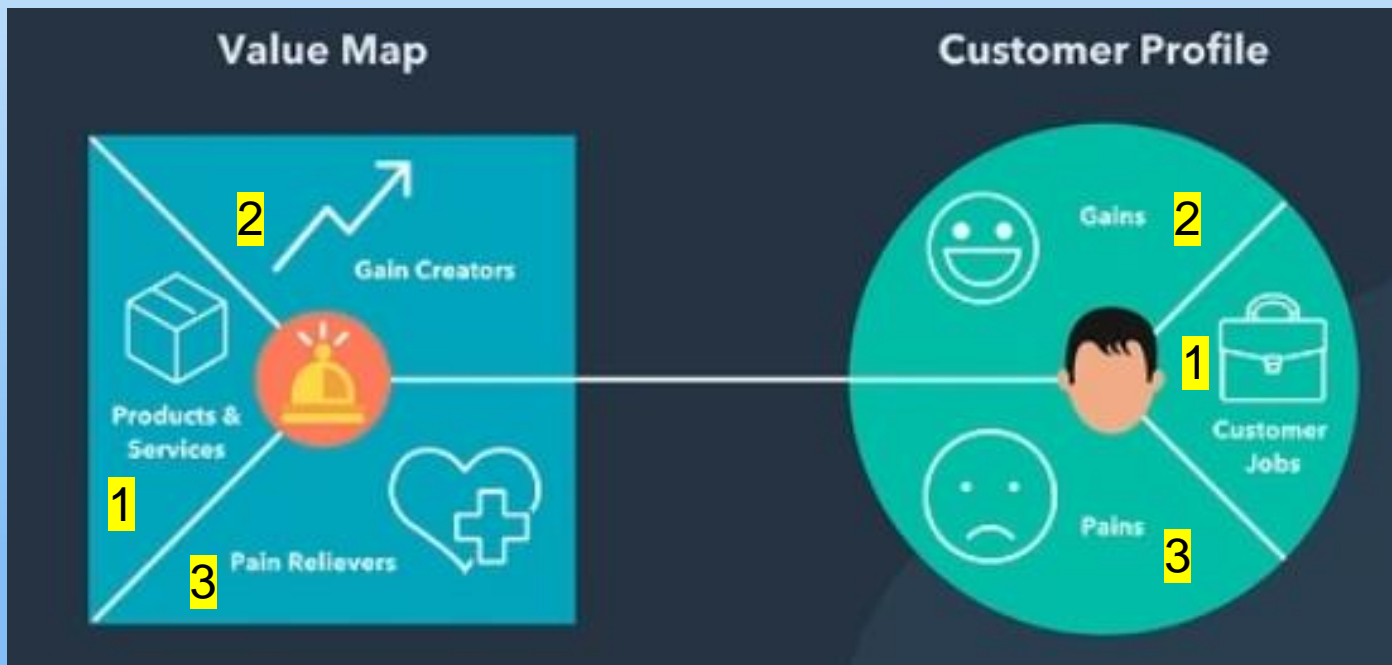 Value Map
2
Gain Creators
Products &
Services
1
3
Pain Relievers
Customer Profile
Gains
2
1
Customer
Jobs
Pains
3